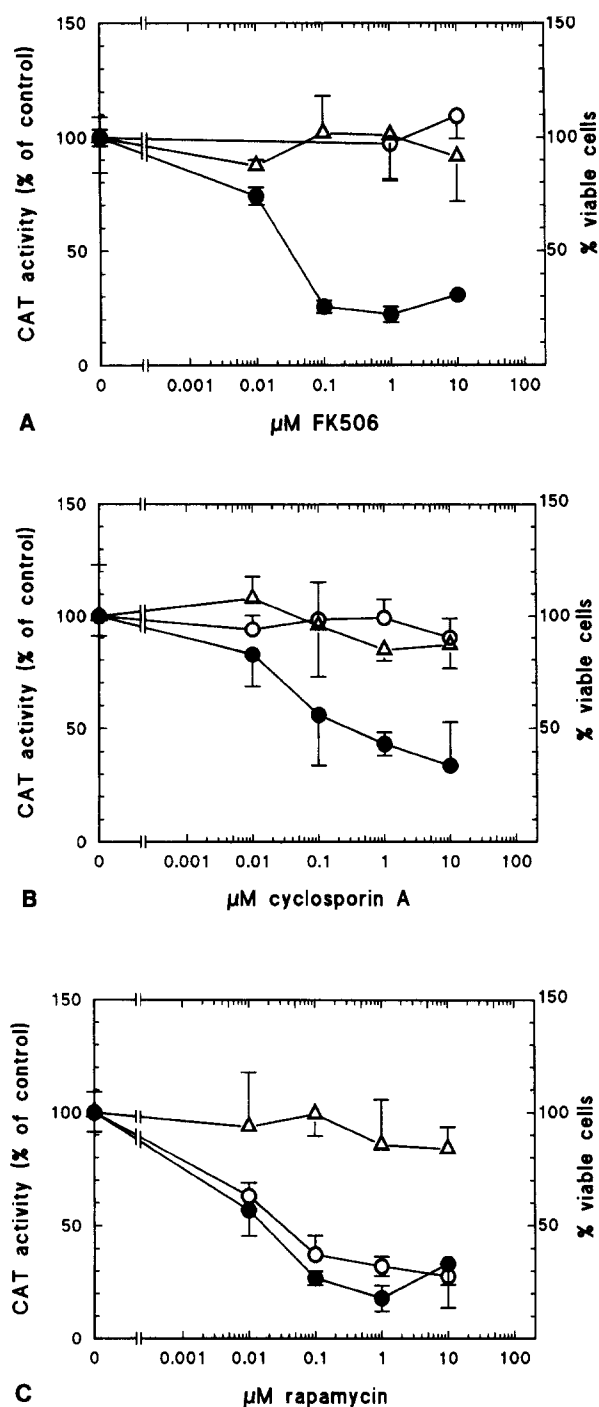 150
100
50
0
CAT activity (% of control)
150
100
50
% viable cells
0 0.001 0.01 0.1 1 10 100
A
µM FK506
150
100
50
0
CAT activity (% of control)
150
100
50
% viable cells
0 0.001 0.01 0.1 1 10 100
B
µM cyclosporin A
150
100
50
0
CAT activity (% of control)
150
100
50
% viable cells
0 0.001 0.01 0.1 1 10 100
C
µM rapamycin